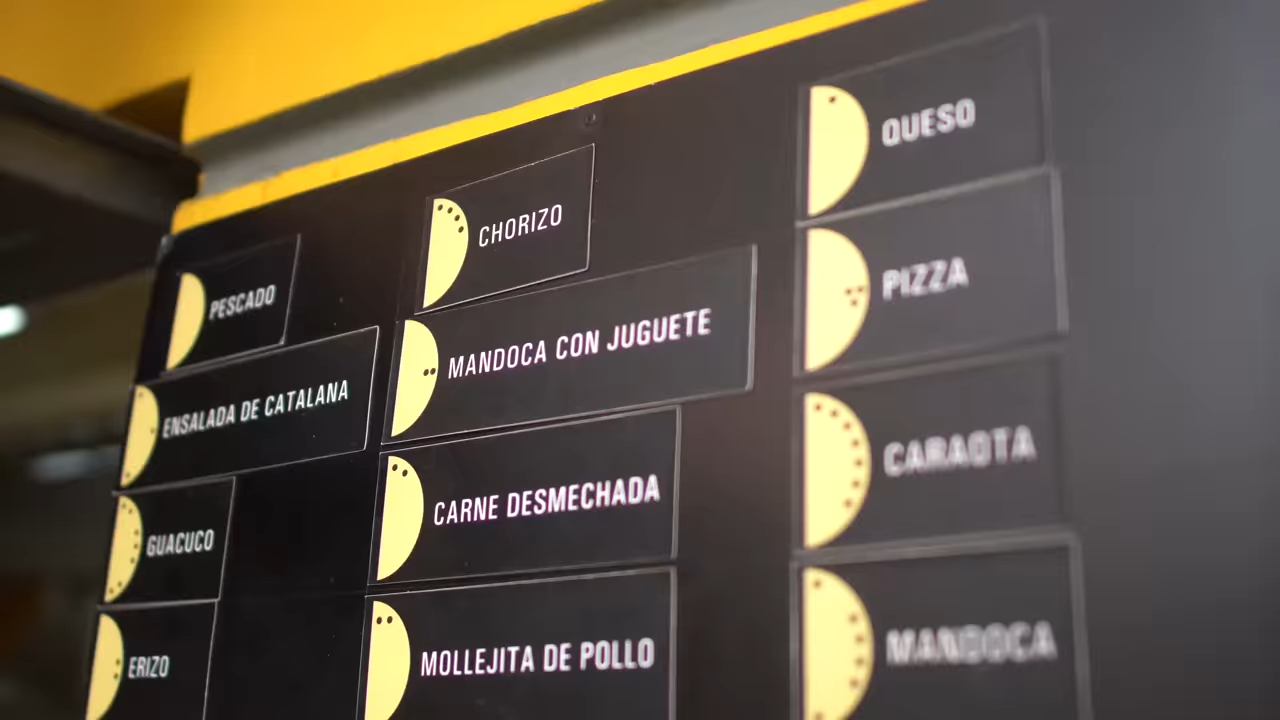 PESCADO
ENSALADA DE CATALANA
GUACUCO
ERIZO
CHORIZO
MANDOCA CON JUGUETE
CARNE DESMECHADA
MOLLEJITA DE POLLO
QUESO
PIZZA
CARAOTA
MANDOCA